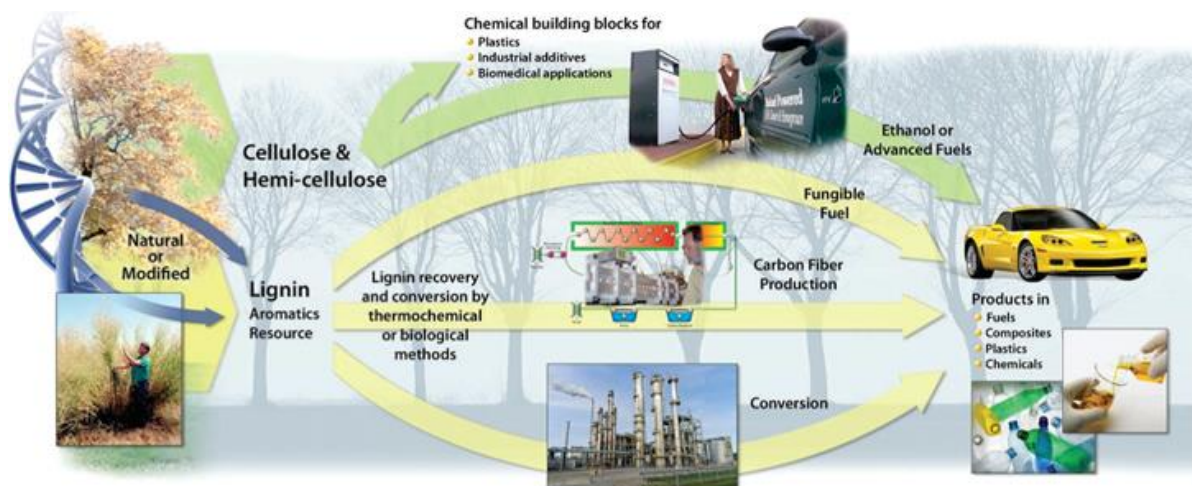 Chemical building blocks for
Plastics
Industrial additives
Biomedical applications
Cellulose &
Hemi-cellulose
Ethanol or
Advanced Fuels
Fungible
Fuel
Natural
or
Modified
Lignin
Aromatics
Resource
Lignin recovery
and conversion by
thermochemical
or biological
methods
Carbon Fiber
Production
Products in
Fuels
Composites
Plastics
Chemicals
Conversion